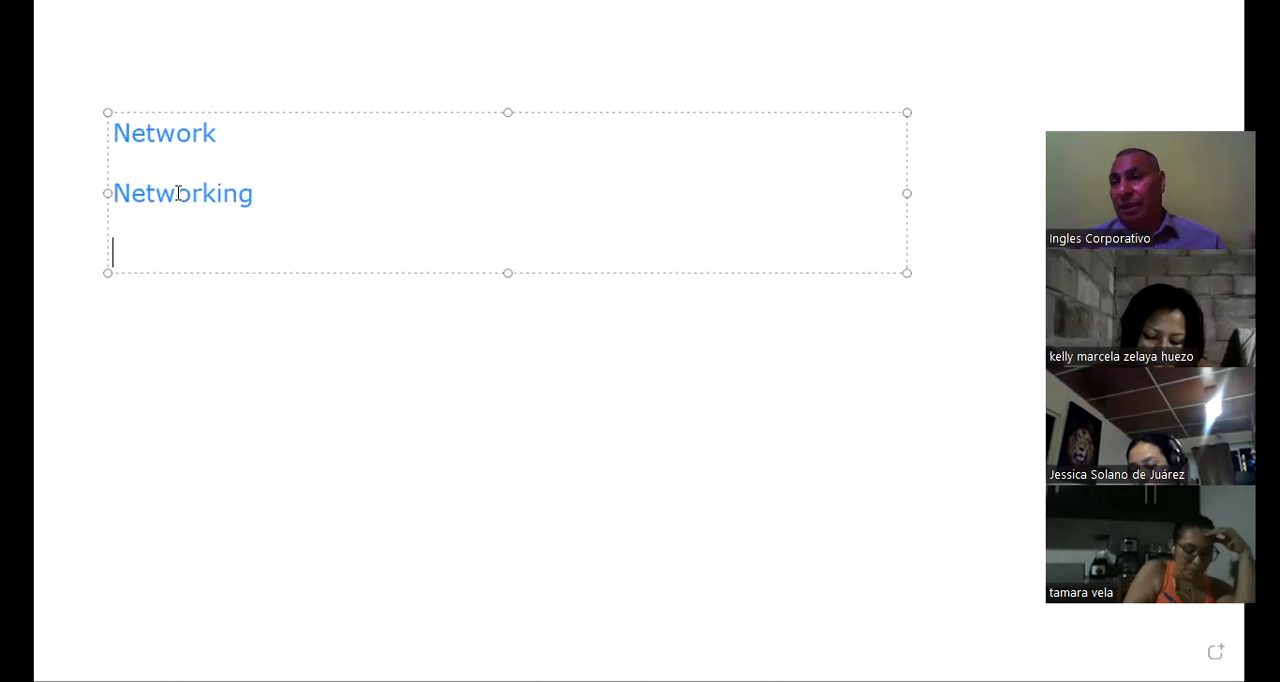 Network
Networking
Ingles Corporativo
kelly marcela zelaya huezo
Jessica Solano de Juárez
tamara vela